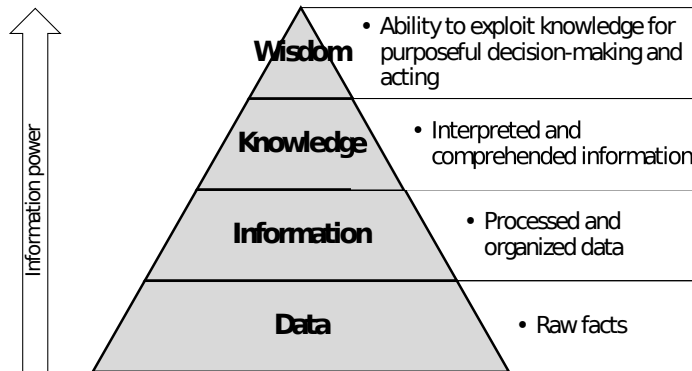 Information power
Wisdom
• Ability to exploit knowledge for
purposeful decision-making and
acting
Knowledge
• Interpreted and
comprehended information
Information
• Processed and
organized data
Data
• Raw facts